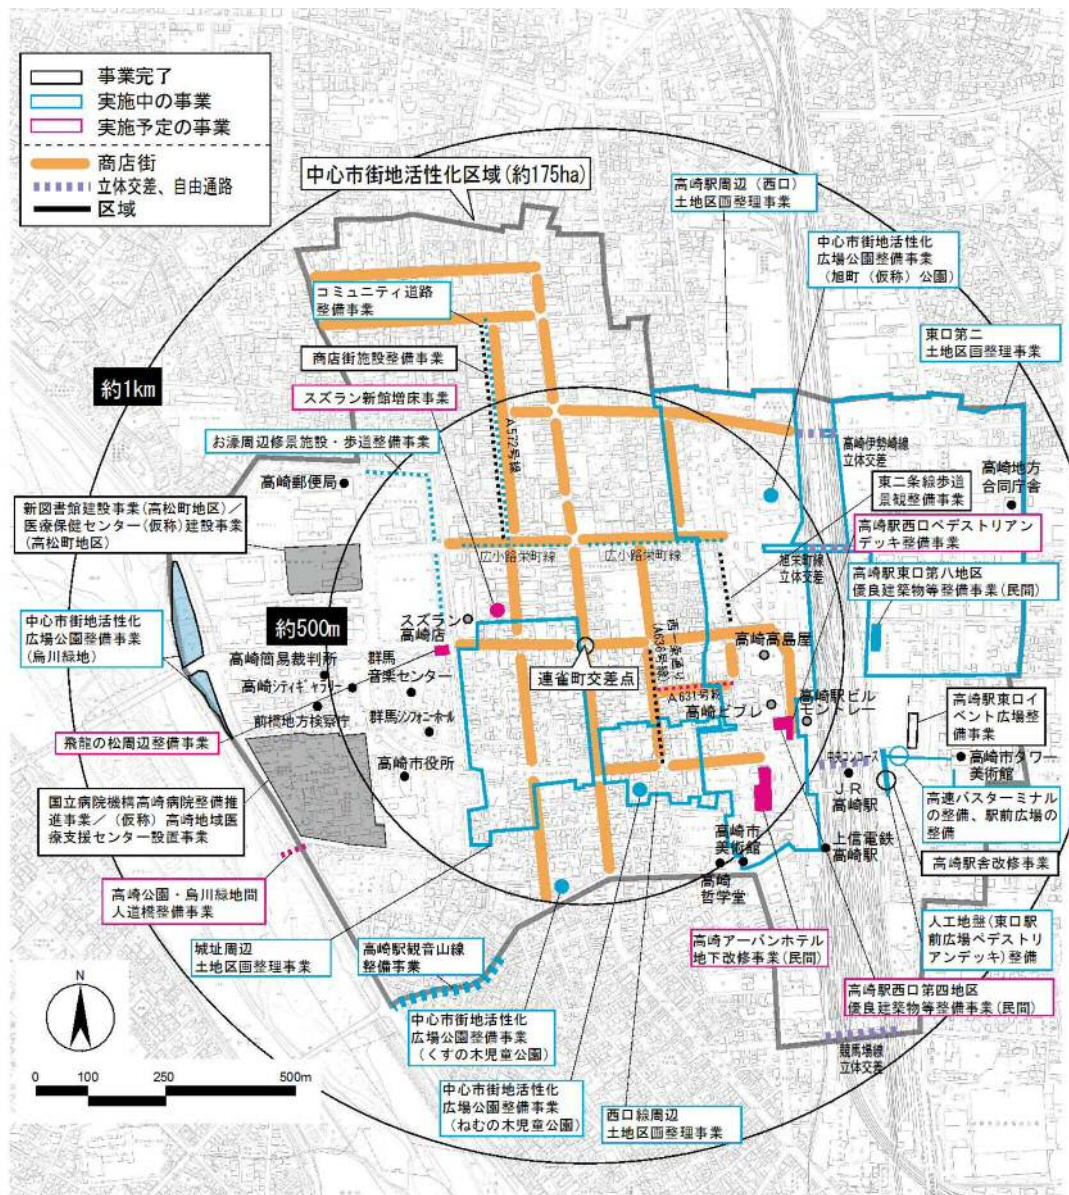 事業完了
実施中の事業
実施予定の事業
商店街
立体交差、自由通路
区域
中心市街地活性化区域(約175ha)
高崎駅周辺（西口）
土地区画整理事業
中心市街地活性化
広場公園整備事業
（旭町（仮称）公園）
コミュニティ道路
整備事業
商店街施設整備事業
東口第二
土地区画整理事業
約1km
スズラン新館増床事業
お濠周辺修景施設・歩道整備事業
A572号線
高崎伊勢崎線
立体交差
高崎地方
合同庁舎
高崎郵便局
東二条線歩道
景観整備事業
新図書館建設事業(高松町地区)／
医療保健センター(仮称)建設事業
(高松町地区)
高崎駅西口ペデストリアン
デッキ整備事業
広小路栄町線
広小路栄町線
旭栄町線
立体交差
高崎駅東口第八地区
優良建築物等整備事業(民間)
中心市街地活性化
広場公園整備事業
（烏川緑地）
約500m
スズラン
高崎店
西一条通り
(A636号線)
高崎高島屋
高崎簡易裁判所
群馬
音楽センター
連雀町交差点
高崎シティギャラリー
A631号線
高崎ビブレ
高崎駅ビル
モントレー
高崎駅東口イ
ベント広場整
備事業
前橋地方検察庁
群馬シンフォニーホール
飛龍の松周辺整備事業
高崎市役所
中央コンコース
高崎市タワー
美術館
JR
高崎駅
国立病院機構高崎病院整備推
進事業／（仮称）高崎地域医
療支援センター設置事業
高速バスターミナル
の整備、駅前広場の
整備
高崎市
美術館
上信電鉄
高崎駅
高崎駅舎改修事業
高崎
哲学堂
高崎公園・烏川緑地間
人道橋整備事業
城址周辺
土地区画整理事業
高崎駅観音山線
整備事業
高崎アーバンホテル
地下改修事業(民間)
人工地盤(東口駅
前広場ペデストリ
アンデッキ)整備
高崎駅西口第四地区
優良建築物等整備事業(民間)
N
中心市街地活性化
広場公園整備事業
（くすの木児童公園）
競馬場線
立体交差
0 100 250 500m
中心市街地活性化
広場公園整備事業
（ねむの木児童公園）
西口線周辺
土地区画整理事業